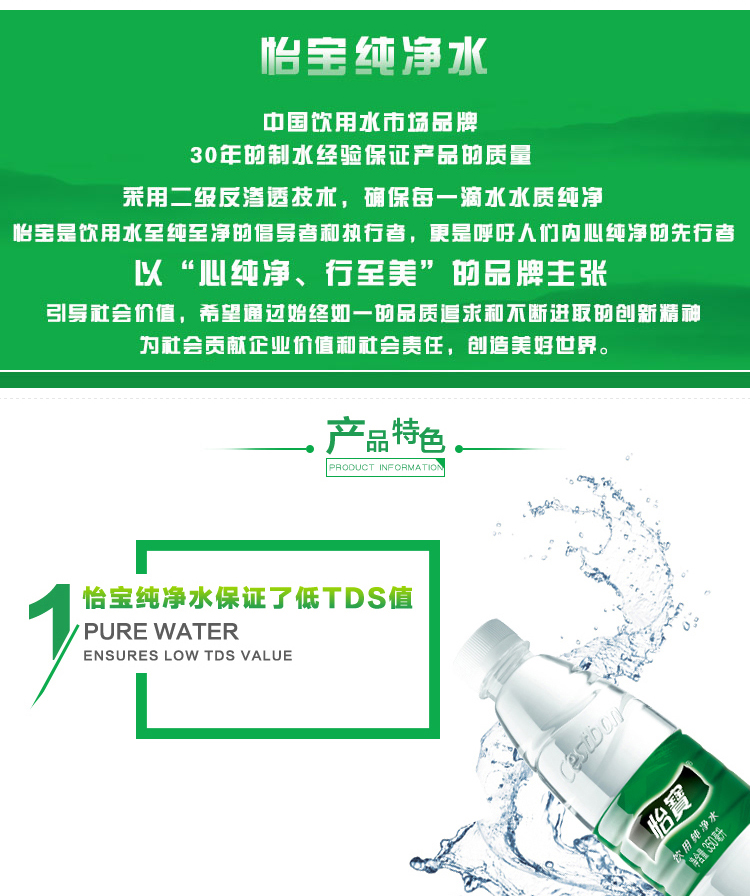 怡宝纯净水
中国饮用水市场品牌
30年的制水经验保证产品的质量
采用二级反渗透技术，确保每一滴水水质纯净
怡宝是饮用水至纯至净的倡导者和执行者，更是呼吁人们内心纯净的先行者
以“心纯净、行至美”的品牌主张
引导社会价值，希望通过始终如一的品质追求和不断进取的创新精神
为社会贡献企业价值和社会责任，创造美好世界。
产品特色
PRODUCT INFORMATION
1
怡宝纯净水保证了低TDS值
PURE WATER
ENSURES LOW TDS VALUE
Cestbon
怡寶
®
饮用纯净水
净含量 350毫升